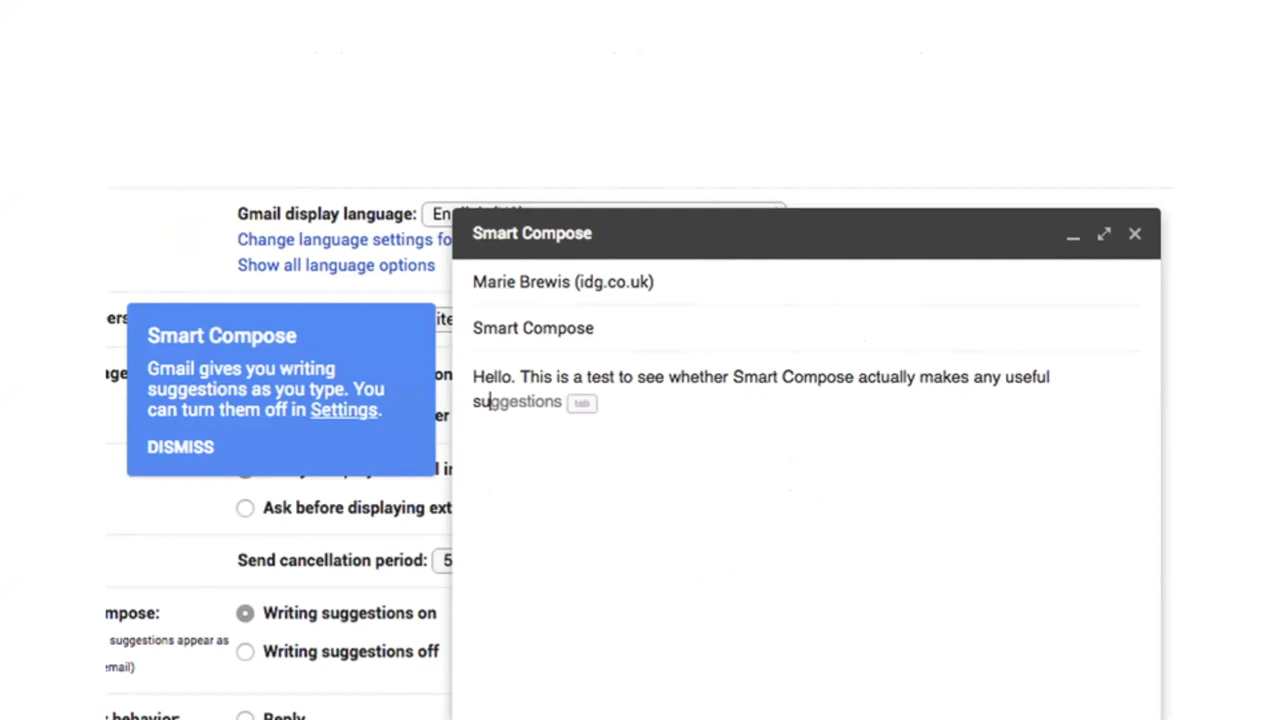 Gmail display language: En
Change language settings fo
Show all language options
Smart Compose
Marie Brewis (idg.co.uk)
Smart Compose
Hello. This is a test to see whether Smart Compose actually makes any useful
suggestions tab
Smart Compose
Gmail gives you writing
suggestions as you type. You
can turn them off in Settings.
DISMISS
Ask before displaying ext
Send cancellation period: 5
mpose:
suggestions appear as
email)
Writing suggestions on
Writing suggestions off
behavior:
Reply